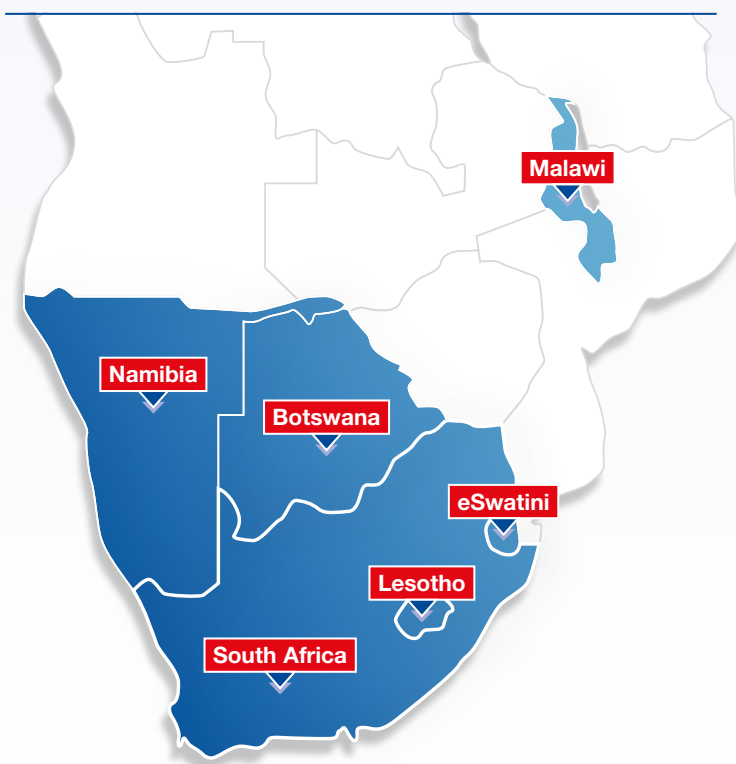 Malawi
Namibia
Botswana
eSwatini
Lesotho
South Africa